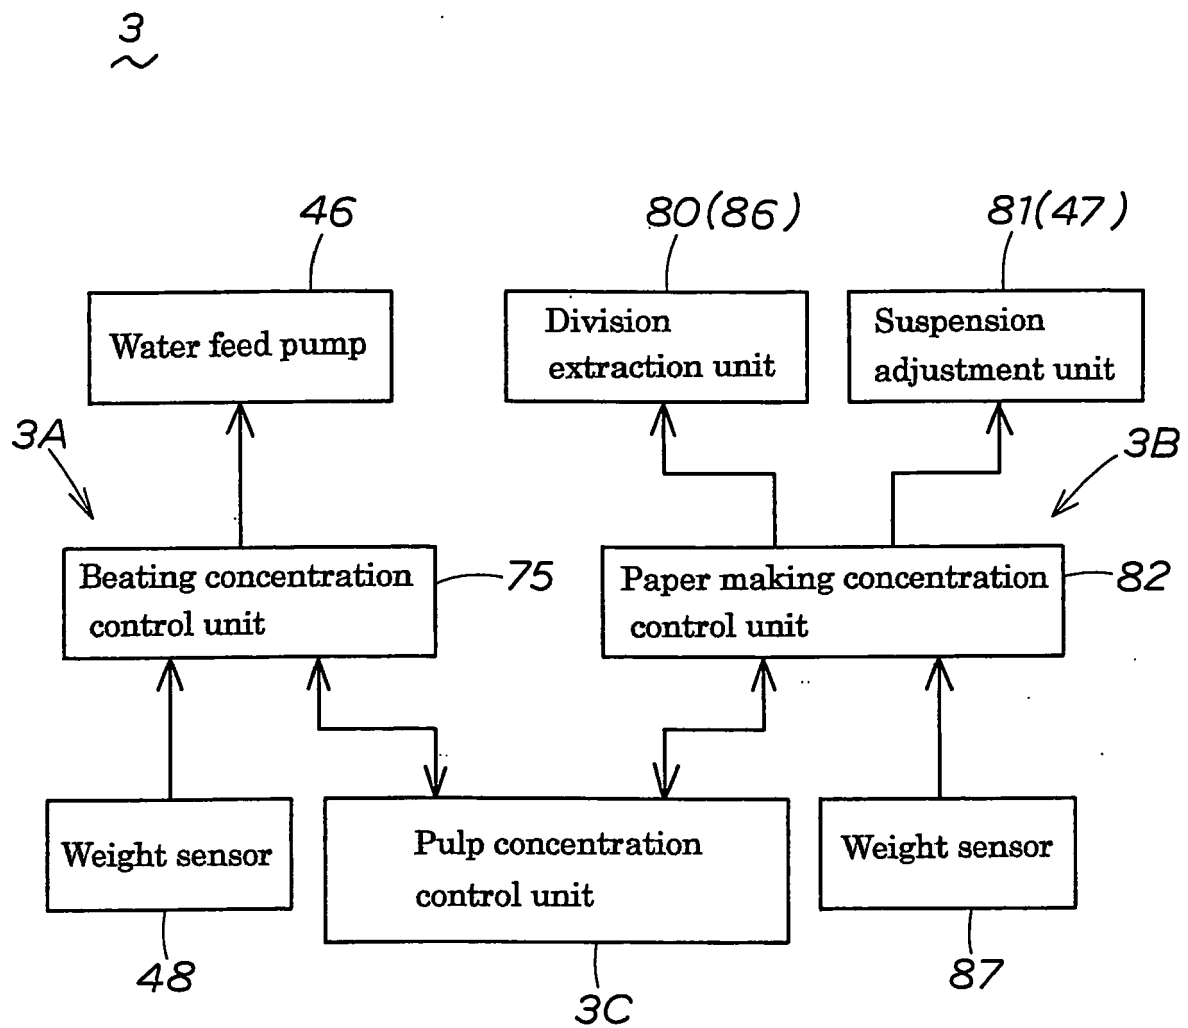 3
46
80(86)
81(47)
Water feed pump
Division
extraction unit
Suspension
adjustment unit
3A
3B
Beating concentration
control unit
75
Paper making concentration
control unit
82
Weight sensor
Pulp concentration
control unit
Weight sensor
48
3C
87